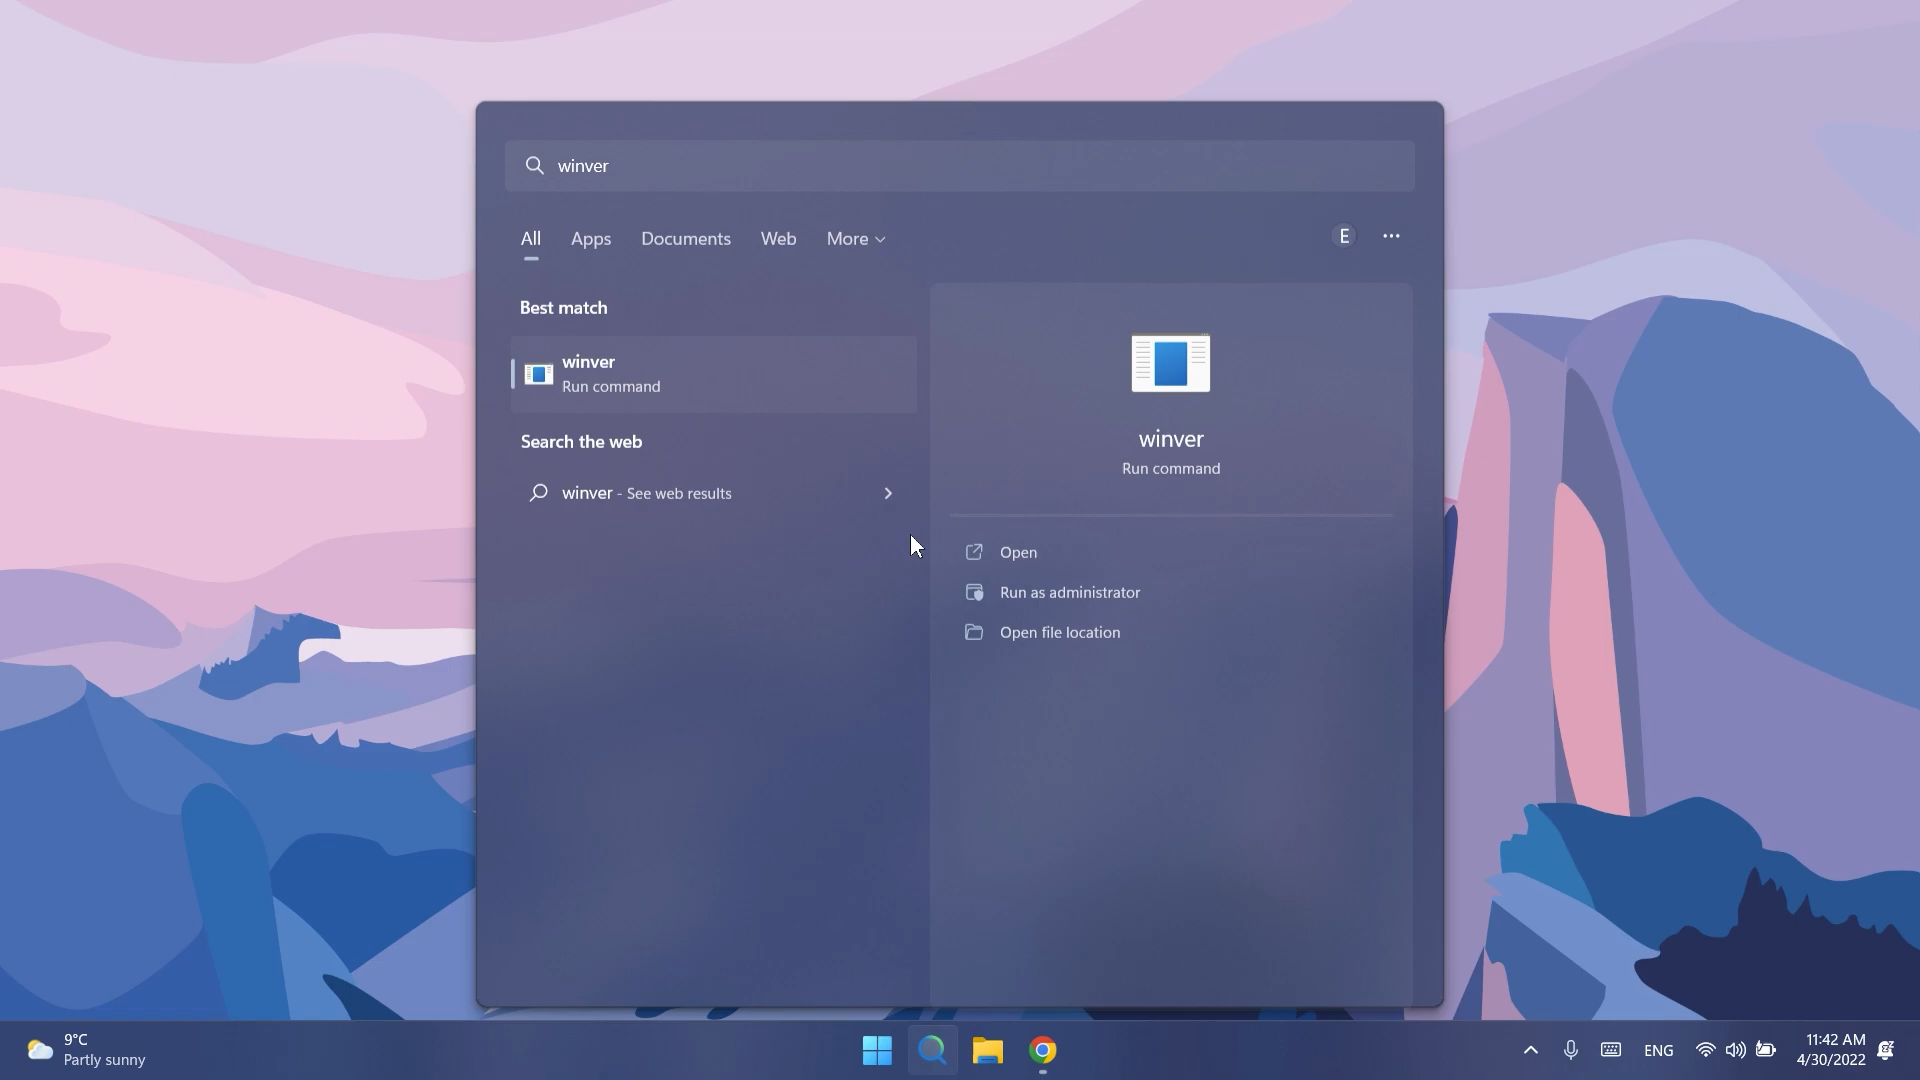 winver
All Apps Documents Web More
E
Best match
winver
Run command
Search the web
winver - See web results
winver
Run command
Open
Run as administrator
Open file location
9°C
Partly sunny
ENG
11:42 AM
4/30/2022